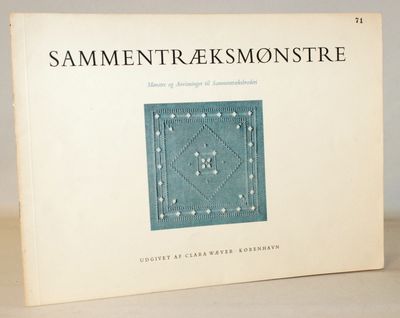 71
SAMMENTRÆKSMØNSTRE
Mønstre og Anvisninger til Sammentræksbroderi
UDGIVET AF CLARA WÆVER · KØBENHAVN